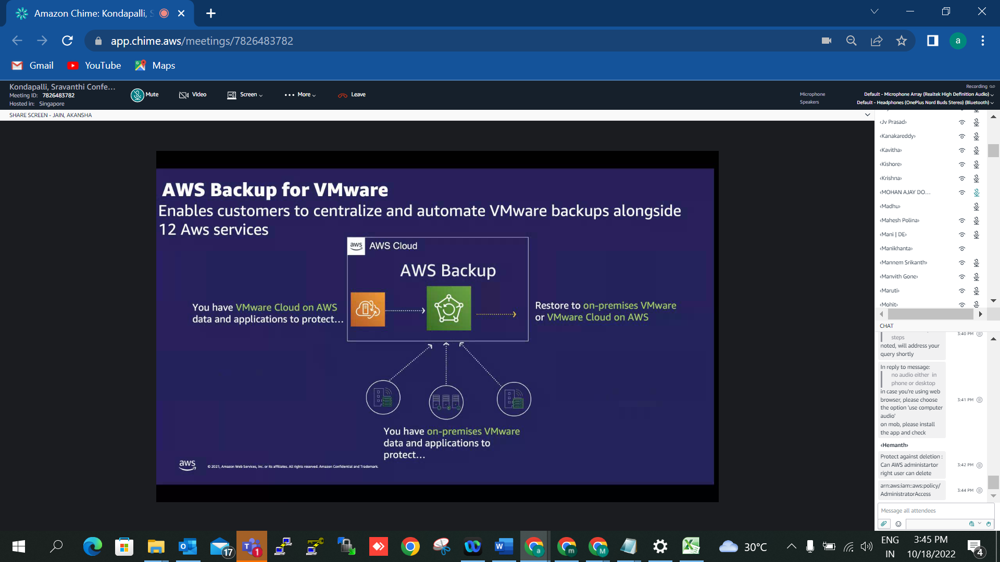 Amazon Chime: Kondapalli, S
app.chime.aws/meetings/7826483782
a
Gmail
YouTube
Maps
Kondapalli, Sravanthi Confe...
Meeting ID: 7826483782
Hosted in: Singapore
Mute
Video
Screen
More
Leave
Recording
Microphone
Default - Microphone Array (Realtek High Definition Audio)
Speakers
Default - Headphones (OnePlus Nord Buds Stereo) (Bluetooth)
SHARE SCREEN - JAIN, AKANSHA
AWS Backup for VMware
Enables customers to centralize and automate VMware backups alongside
12 Aws services
aws
AWS Cloud
AWS Backup
You have VMware Cloud on AWS
data and applications to protect...
Restore to on-premises VMware
or VMware Cloud on AWS
You have on-premises VMware
data and applications to
protect...
aws
© 2021, Amazon Web Services, Inc. or its affiliates. All rights reserved. Amazon Confidential and Trademark.
‹Jv Prasad›
‹Kanakareddy›
‹Kavitha›
‹Kishore›
‹Krishna›
‹MOHAN AJAY DO...
‹Madhu›
‹Mahesh Polina›
‹Mani | DE›
‹Manikhanta›
‹Mannem Srikanth›
‹Manvith Gone›
‹Maruti›
‹Mohit›
CHAT
3:40 PM
steps
noted, will address your
query shortly
In reply to message:
no audio either in
phone or desktop
in case you're using web
browser, please choose
the option 'use computer
audio'
on mob, please install
the app and check
3:41 PM
‹Hemanth›
Protect against deletion :
Can AWS administartor
right user can delete
3:42 PM
arn:aws:iam::aws:policy/
AdministratorAccess
3:44 PM
Message all attendees
17
1
W
a
m
M
30°C
ENG
IN
3:45 PM
10/18/2022
4